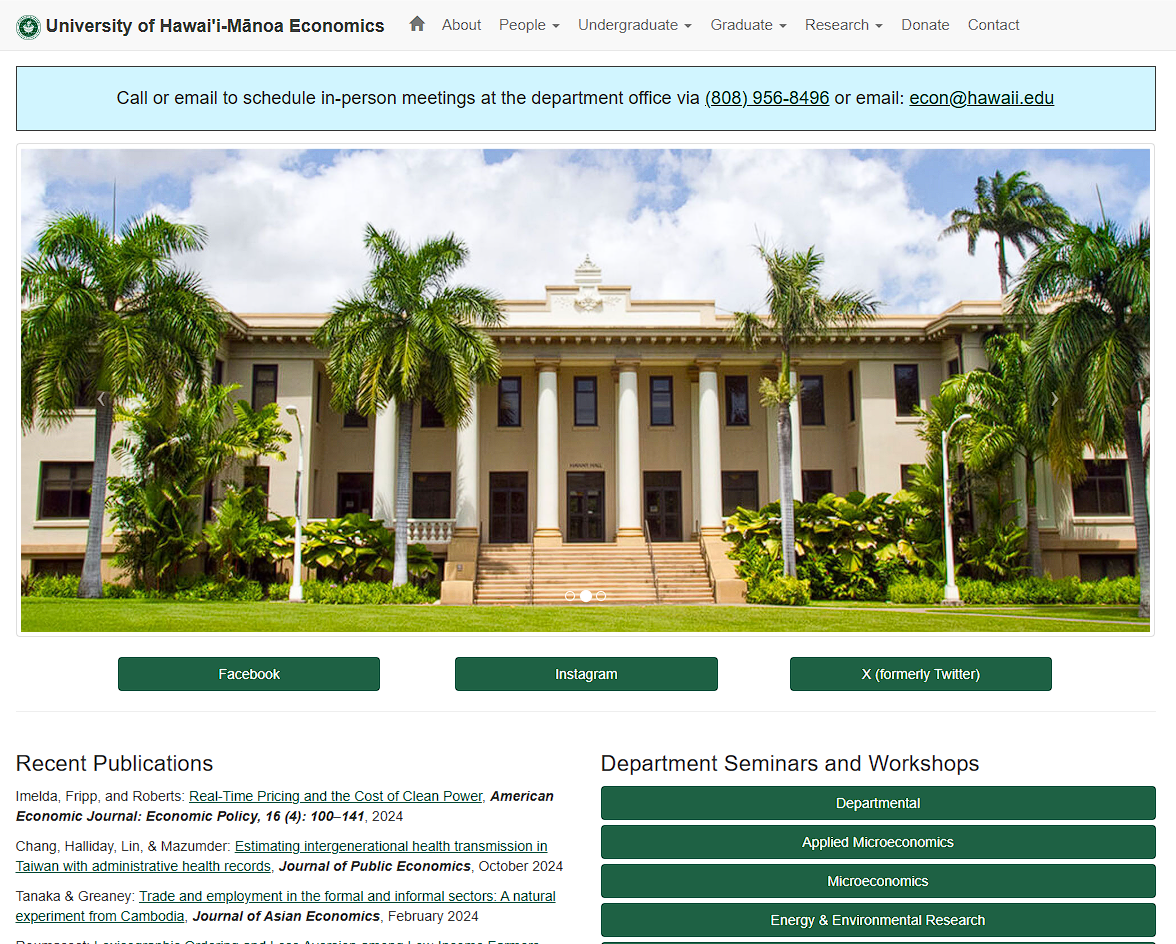 University of Hawai'i-Mānoa Economics
About
People
Undergraduate
Graduate
Research
Donate
Contact
Call or email to schedule in-person meetings at the department office via (808) 956-8496 or email: econ@hawaii.edu
HAWAII HALL
Facebook
Instagram
X (formerly Twitter)
Recent Publications
Imelda, Fripp, and Roberts: Real-Time Pricing and the Cost of Clean Power, American
Economic Journal: Economic Policy, 16 (4): 100–141, 2024
Chang, Halliday, Lin, & Mazumder: Estimating intergenerational health transmission in
Taiwan with administrative health records, Journal of Public Economics, October 2024
Tanaka & Greaney: Trade and employment in the formal and informal sectors: A natural
experiment from Cambodia, Journal of Asian Economics, February 2024
Department Seminars and Workshops
Departmental
Applied Microeconomics
Microeconomics
Energy & Environmental Research